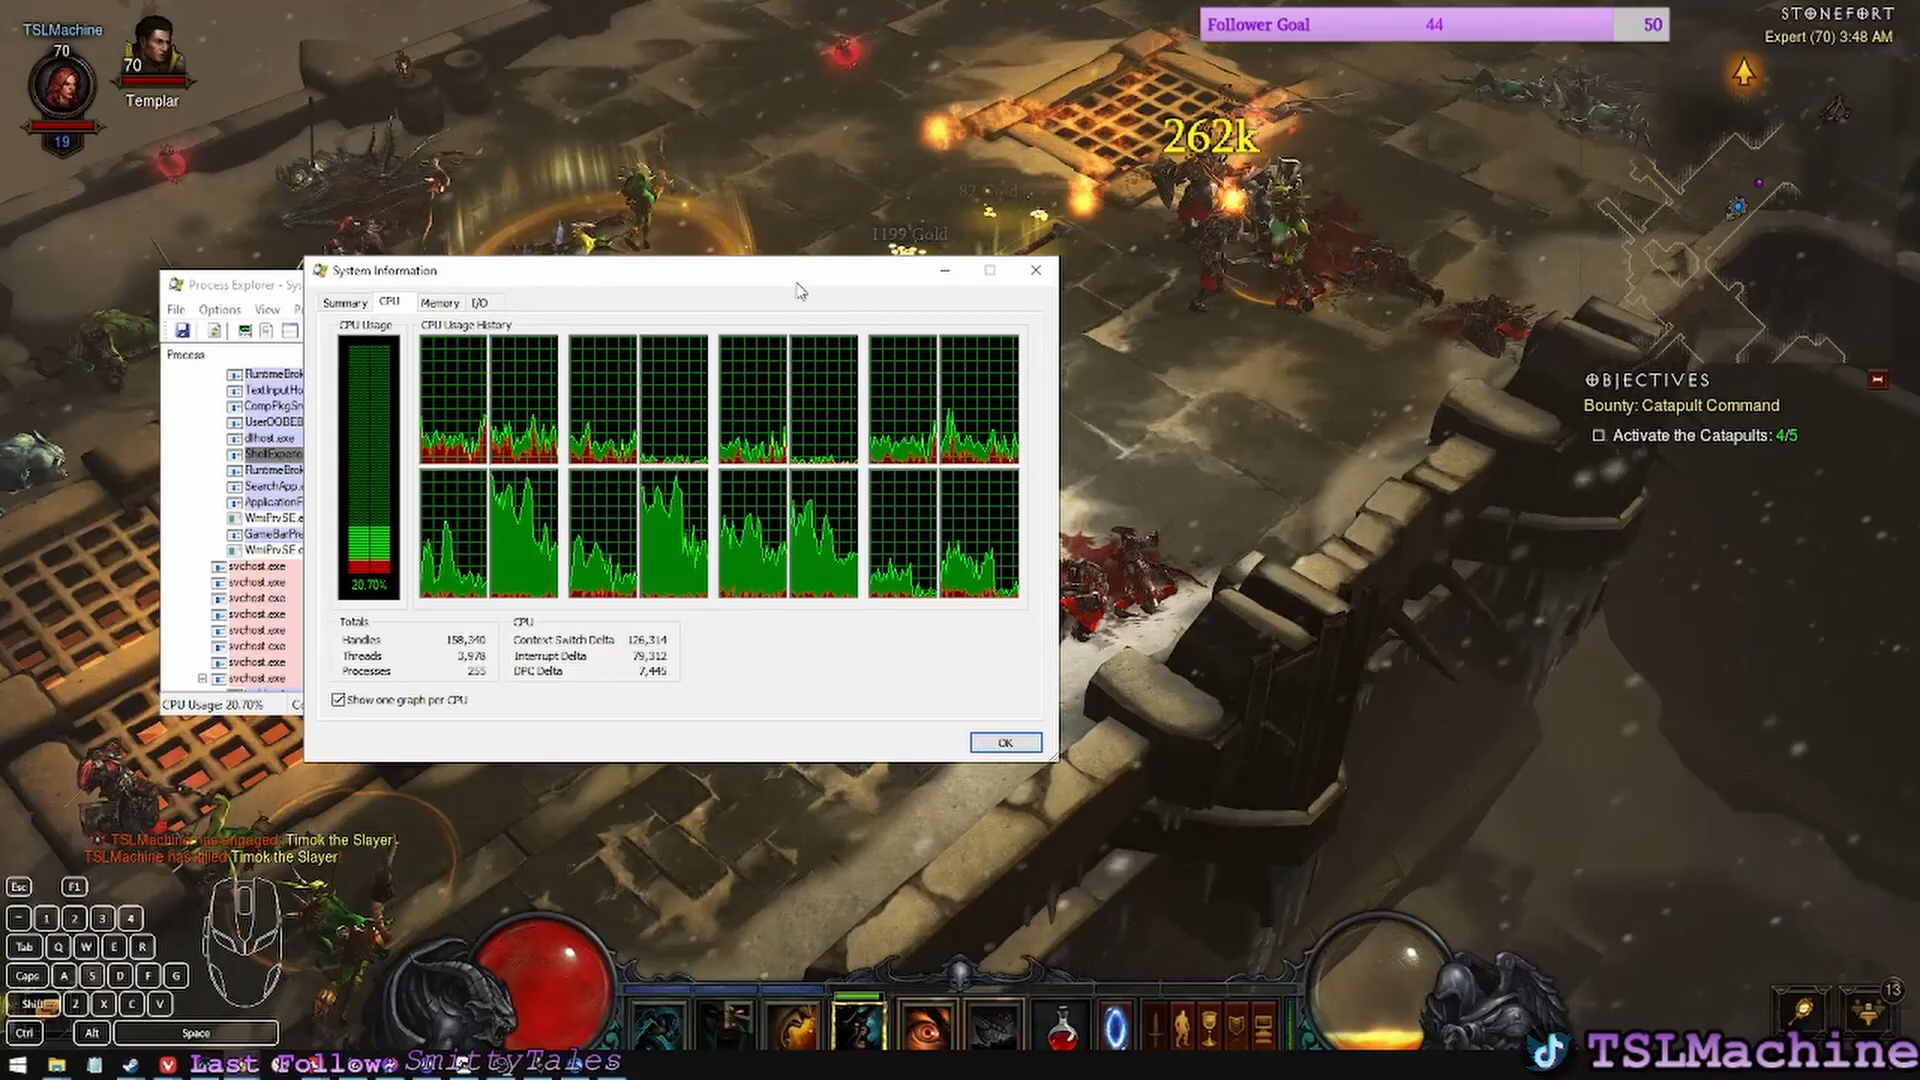 TSLMachine
70
70
Templar
19
Follower Goal 44 50
STONEFORT
Expert (70) 3:48 AM
262k
1199 Gold
OBJECTIVES
Bounty: Catapult Command
Activate the Catapults: 4/5
Process Explorer - Sys
File Options View P
Process
System Information
Summary CPU Memory I/O
CPU Usage
CPU Usage History
20.70%
Totals
Handles 158,340
Threads 3,978
Processes 255
CPU
Context Switch Delta 126,314
Interrupt Delta 79,312
DPC Delta 7,445
Show one graph per CPU
OK
RuntimeBrok
TextInputHo
CompPkgSrv
UserOOBEB
dllhost.exe
ShellExperie
RuntimeBrok
SearchApp.e
ApplicationF
WmiPrvSE.e
GameBarPre
WmiPrvSE.e
svchost.exe
svchost.exe
svchost.exe
svchost.exe
svchost.exe
svchost.exe
svchost.exe
svchost.exe
CPU Usage: 20.70%
TSLMachine has engaged Timok the Slayer!
TSLMachine has killed Timok the Slayer!
Esc F1
~ 1 2 3 4
Tab Q W E R
Caps A S D F G
Shift Z X C V
Ctrl Alt Space
13
Last Follow SmittyTales
TSLMachine